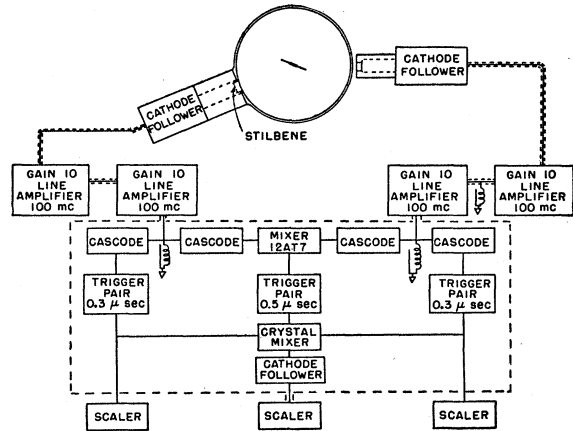 CATHODE
FOLLOWER
CATHODE
FOLLOWER
STILBENE
GAIN 10
LINE
AMPLIFIER
100 mc
GAIN 10
LINE
AMPLIFIER
100 mc
GAIN 10
LINE
AMPLIFIER
100 mc
GAIN 10
LINE
AMPLIFIER
100 mc
CASCODE
CASCODE
MIXER
12AT7
CASCODE
CASCODE
TRIGGER
PAIR
0.3 μ sec
TRIGGER
PAIR
0.5 μ sec
TRIGGER
PAIR
0.3 μ sec
CRYSTAL
MIXER
CATHODE
FOLLOWER
SCALER
SCALER
SCALER